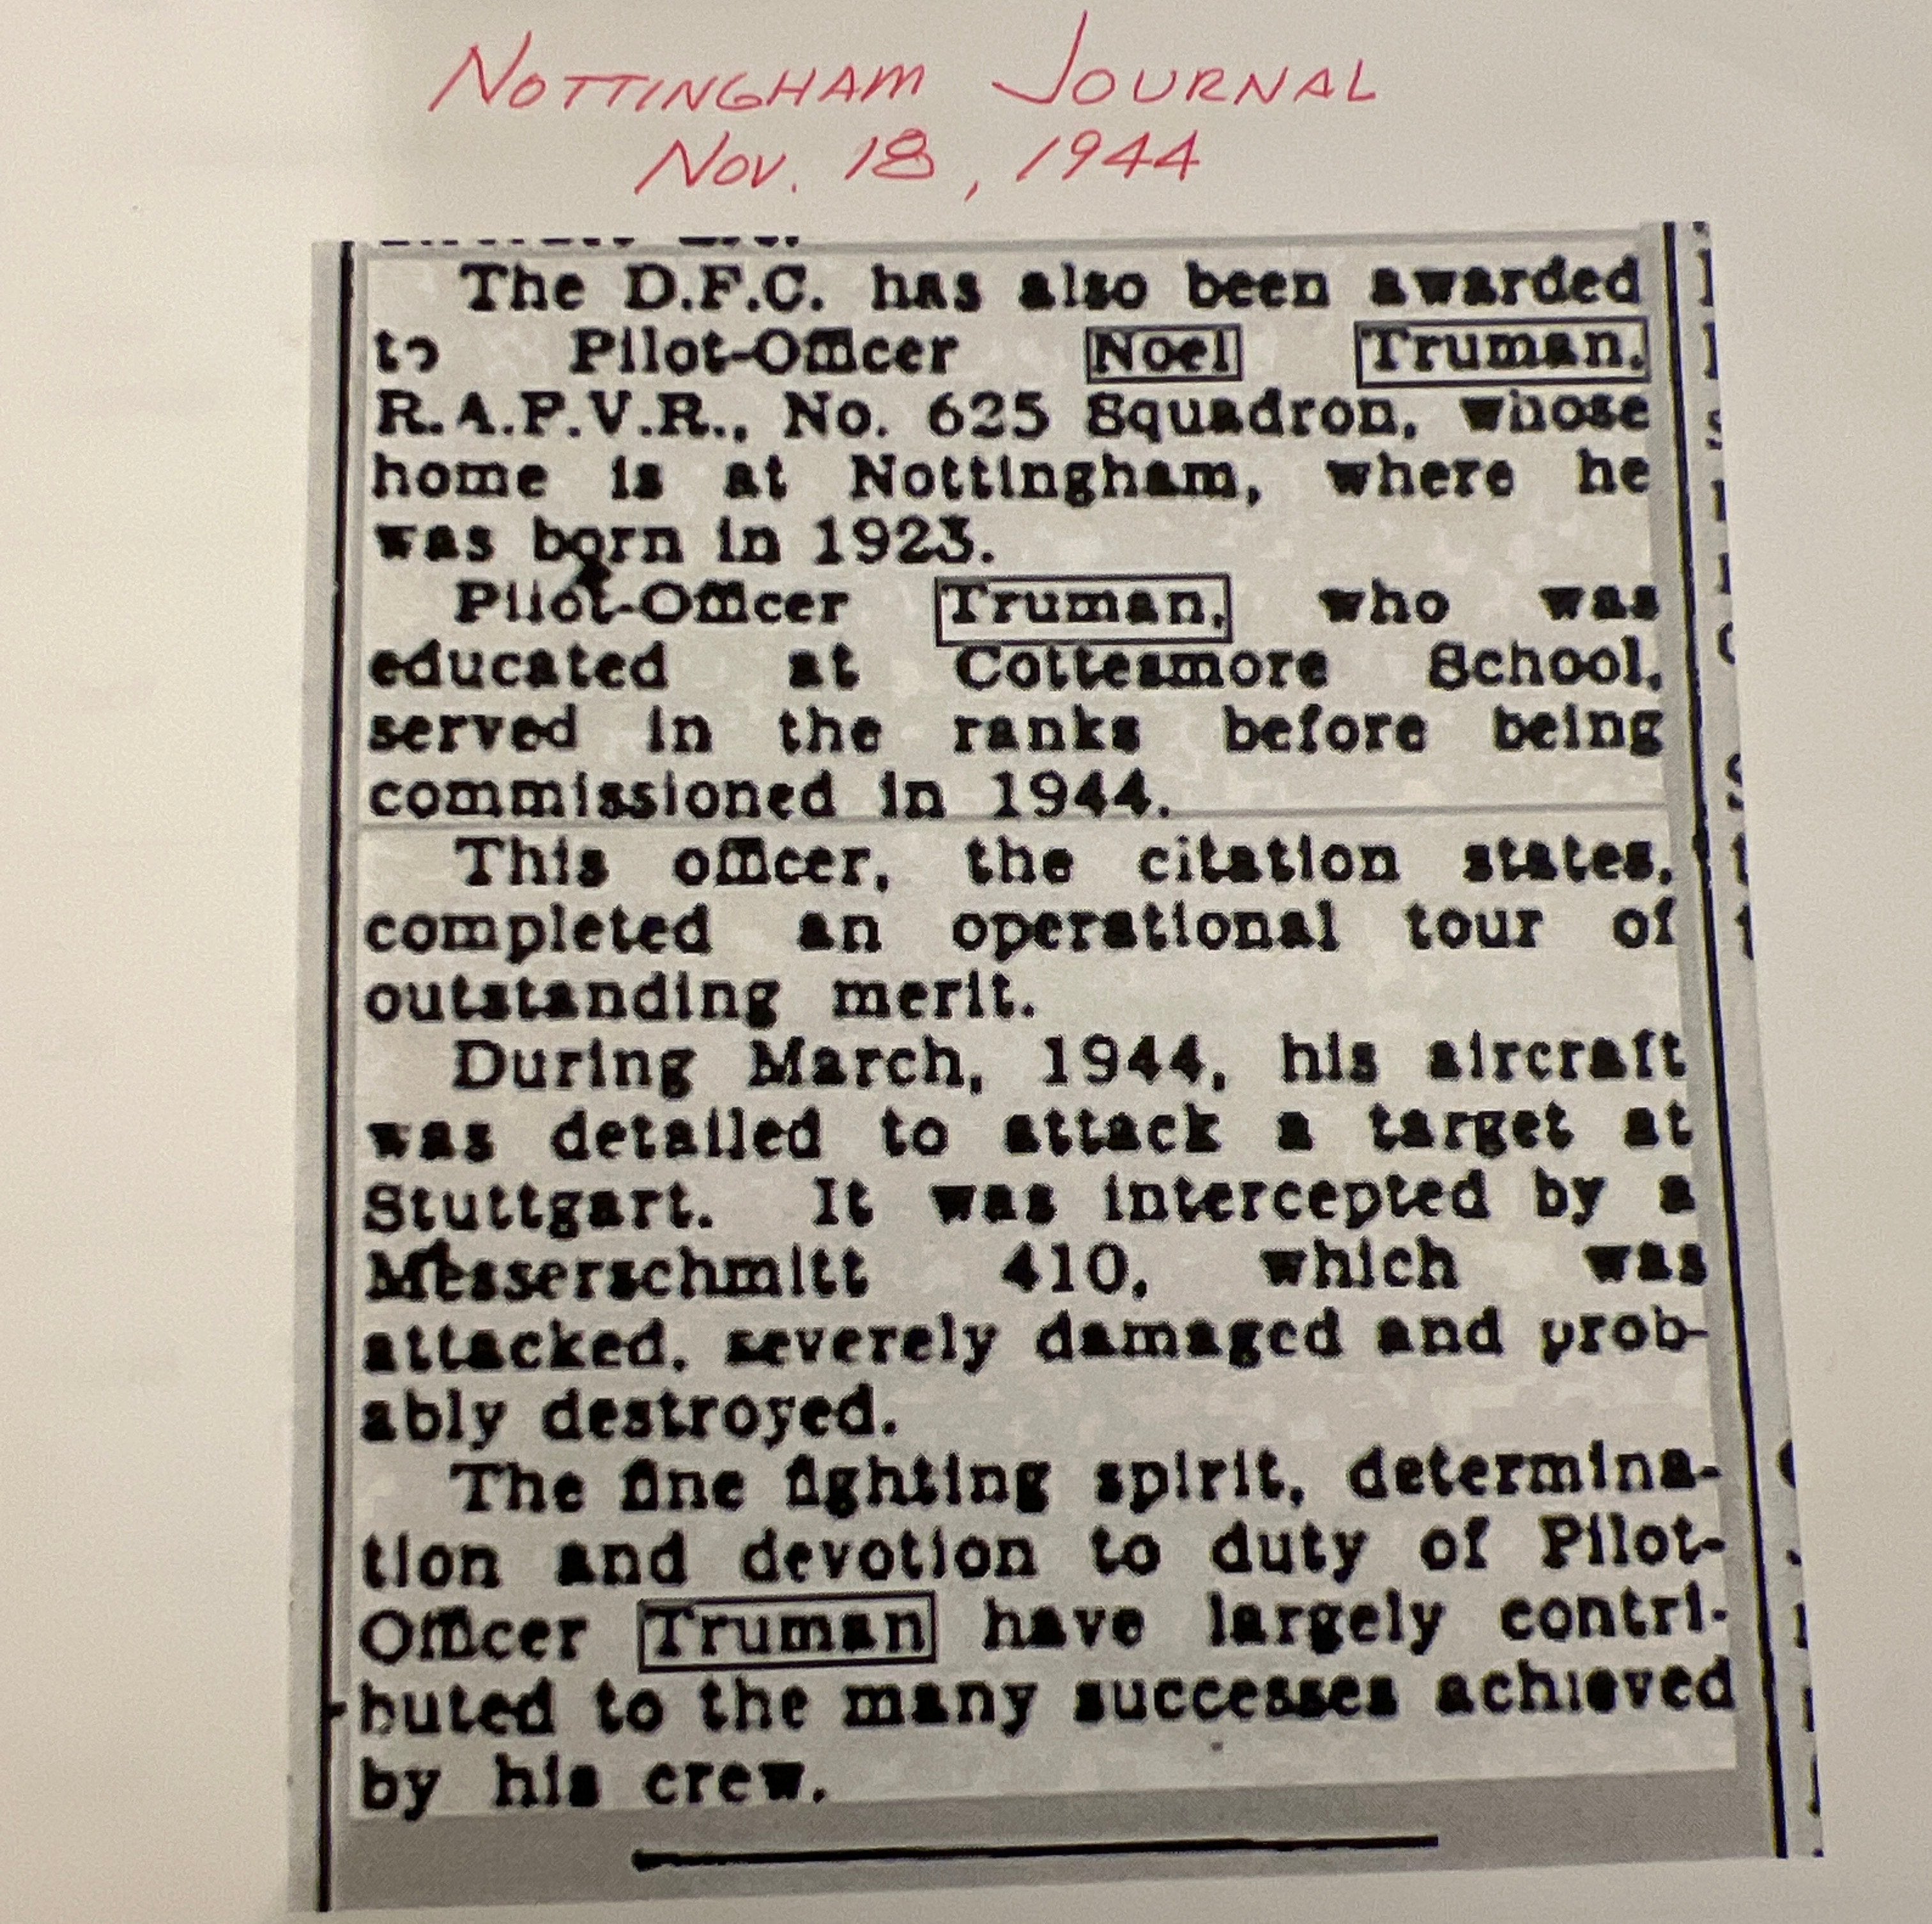 NOTTINGHAM JOURNAL
NOV. 18, 1944
The D.F.C. has also been awarded
to Pilot-Officer Noel Truman,
R.A.F.V.R., No. 625 Squadron, whose
home is at Nottingham, where he
was born in 1923.
Pilot-Officer Truman, who was
educated at Cottesmore School,
served in the ranks before being
commissioned in 1944.
This officer, the citation states,
completed an operational tour of
outstanding merit.
During March, 1944, his aircraft
was detailed to attack a target at
Stuttgart. It was intercepted by a
Messerschmitt 410, which was
attacked, severely damaged and prob-
ably destroyed.
The fine fighting spirit, determina-
tion and devotion to duty of Pilot-
Officer Truman have largely contri-
buted to the many successes achieved
by his crew.